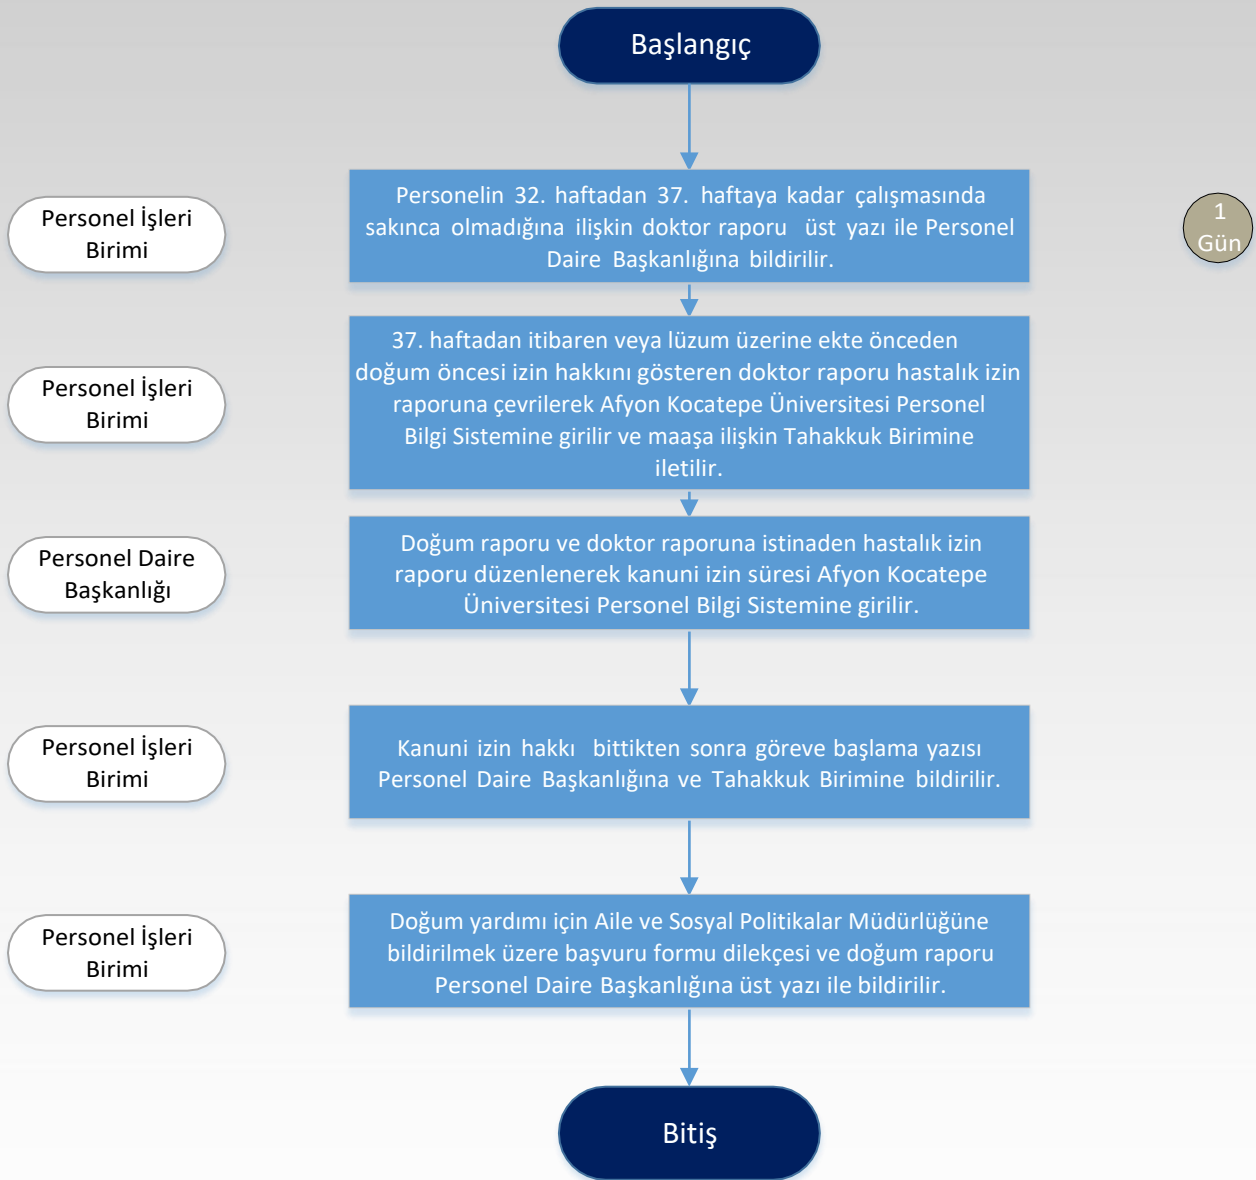 Başlangıç
Personel İşleri
Birimi
Personelin 32. haftadan 37. haftaya kadar çalışmasında
sakınca olmadığına ilişkin doktor raporu üst yazı ile Personel
Daire Başkanlığına bildirilir.
1
Gün
Personel İşleri
Birimi
37. haftadan itibaren veya lüzum üzerine ekte önceden
doğum öncesi izin hakkını gösteren doktor raporu hastalık izin
raporuna çevrilerek Afyon Kocatepe Üniversitesi Personel
Bilgi Sistemine girilir ve maaşa ilişkin Tahakkuk Birimine
iletilir.
Personel Daire
Başkanlığı
Doğum raporu ve doktor raporuna istinaden hastalık izin
raporu düzenlenerek kanuni izin süresi Afyon Kocatepe
Üniversitesi Personel Bilgi Sistemine girilir.
Personel İşleri
Birimi
Kanuni izin hakkı bittikten sonra göreve başlama yazısı
Personel Daire Başkanlığına ve Tahakkuk Birimine bildirilir.
Personel İşleri
Birimi
Doğum yardımı için Aile ve Sosyal Politikalar Müdürlüğüne
bildirilmek üzere başvuru formu dilekçesi ve doğum raporu
Personel Daire Başkanlığına üst yazı ile bildirilir.
Bitiş